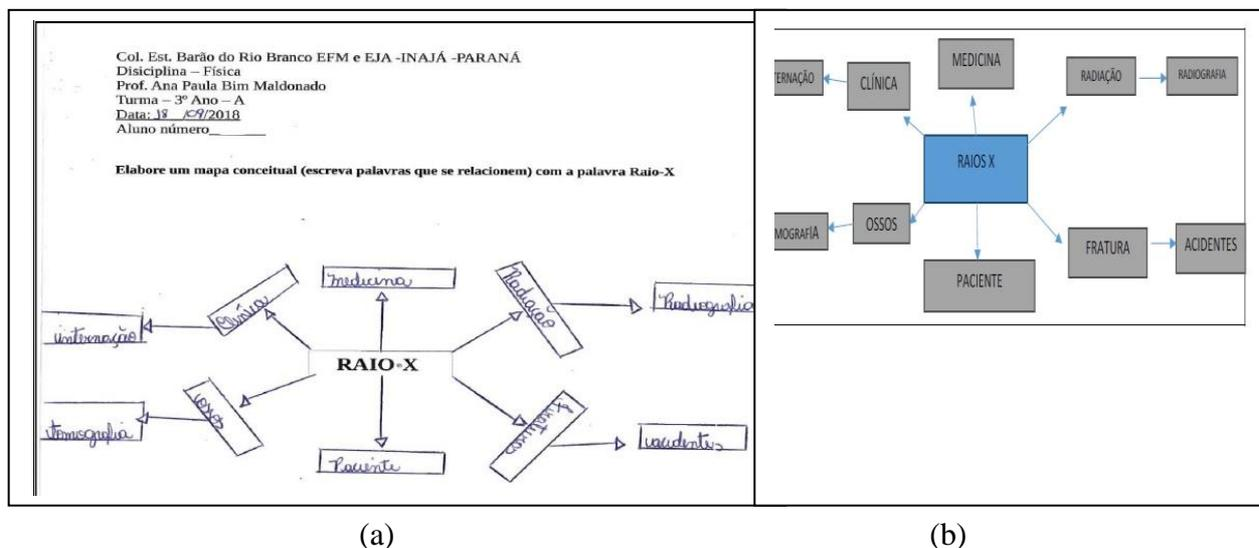 Col. Est. Barão do Rio Branco EFM e EJA -INAJÁ -PARANÁ
Disiciplina – Física
Prof. Ana Paula Bim Maldonado
Turma – 3º Ano – A
Data: 18 /09/2018
Aluno número_______
Elabore um mapa conceitual (escreva palavras que se relacionem) com a palavra Raio-X
Clínica
medicina
Radiação
Radiografia
internação
RAIO-X
ossos
fratura
tomografia
Paciente
acidentes
(a)
MEDICINA
TERNAÇÃO
CLÍNICA
RADIAÇÃO
RADIOGRAFIA
RAIOS X
MOGRAFIA
OSSOS
FRATURA
ACIDENTES
PACIENTE
(b)